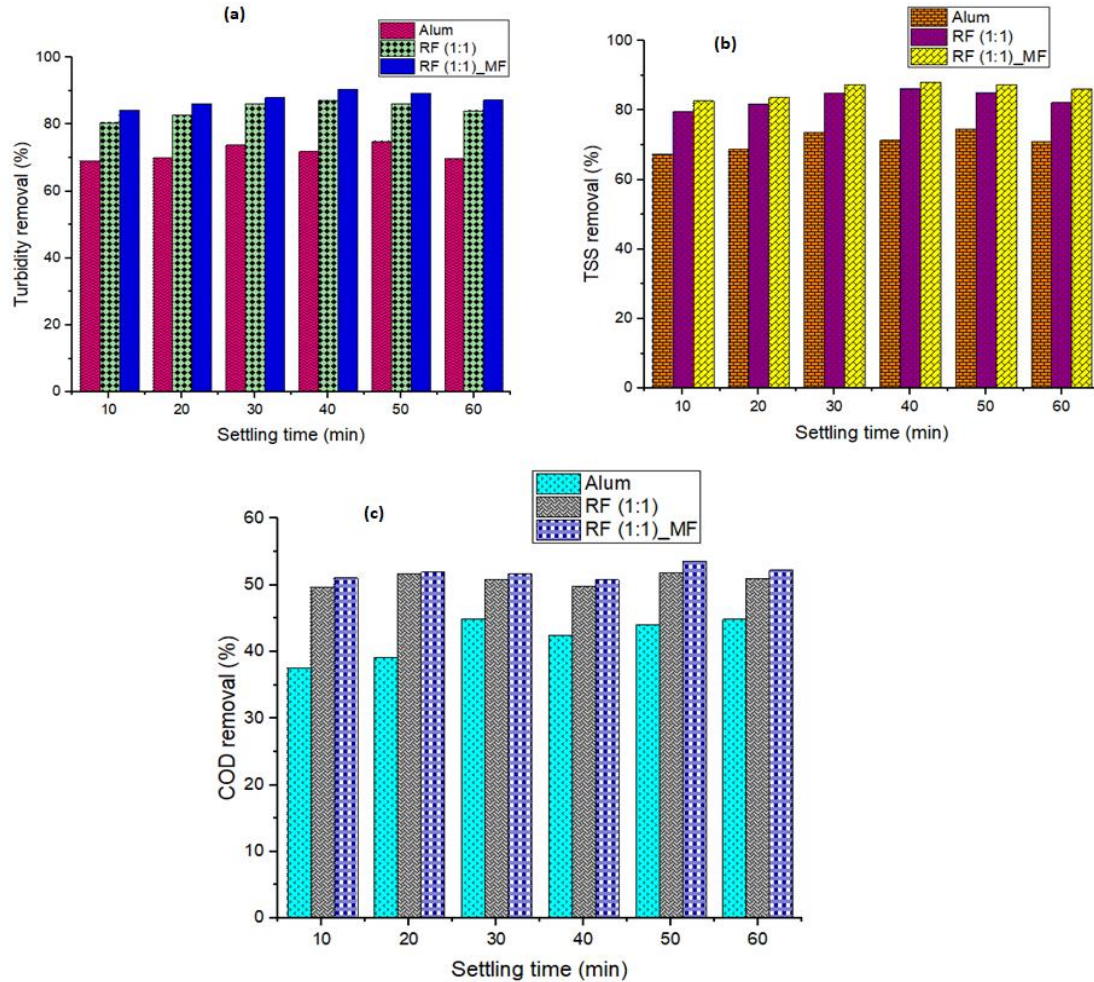 (a)
Alum
RF (1:1)
RF (1:1)_MF
100
80
60
40
20
0
Turbidity removal (%)
10 20 30 40 50 60
Settling time (min)
(b)
Alum
RF (1:1)
RF (1:1)_MF
100
80
60
40
20
0
TSS removal (%)
10 20 30 40 50 60
Settling time (min)
(c)
Alum
RF (1:1)
RF (1:1)_MF
60
50
40
30
20
10
0
COD removal (%)
10 20 30 40 50 60
Settling time (min)